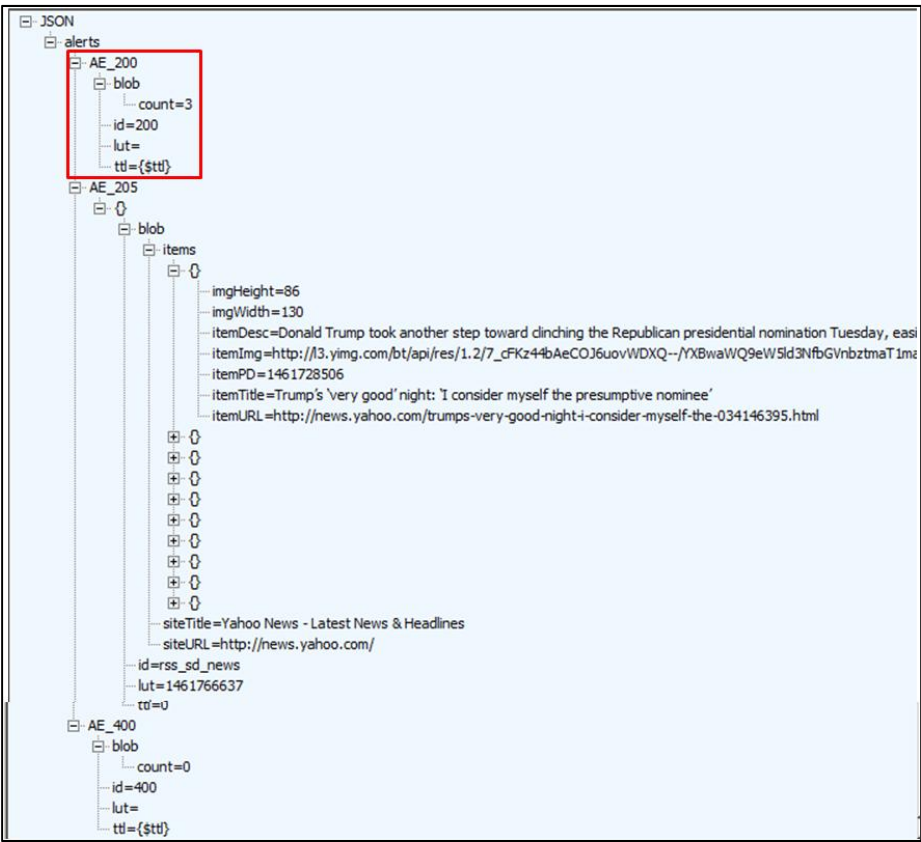 JSON
alerts
AE_200
blob
count=3
id=200
lut=
ttl={$ttl}
AE_205
{}
blob
items
{}
imgHeight=86
imgWidth=130
itemDesc=Donald Trump took another step toward clinching the Republican presidential nomination Tuesday, easi
itemImg=http://l3.yimg.com/bt/api/res/1.2/7_cFKz44bAeCOJ6uovWDXQ--/YXBwaWQ9eW5ld3NfbGVnbztmaT1ma
itemPD=1461728506
itemTitle=Trump’s ‘very good’ night: ‘I consider myself the presumptive nominee’
itemURL=http://news.yahoo.com/trumps-very-good-night-i-consider-myself-the-034146395.html
{}
{}
{}
{}
{}
{}
{}
{}
{}
siteTitle=Yahoo News - Latest News & Headlines
siteURL=http://news.yahoo.com/
id=rss_sd_news
lut=1461766637
ttl=0
AE_400
blob
count=0
id=400
lut=
ttl={$ttl}